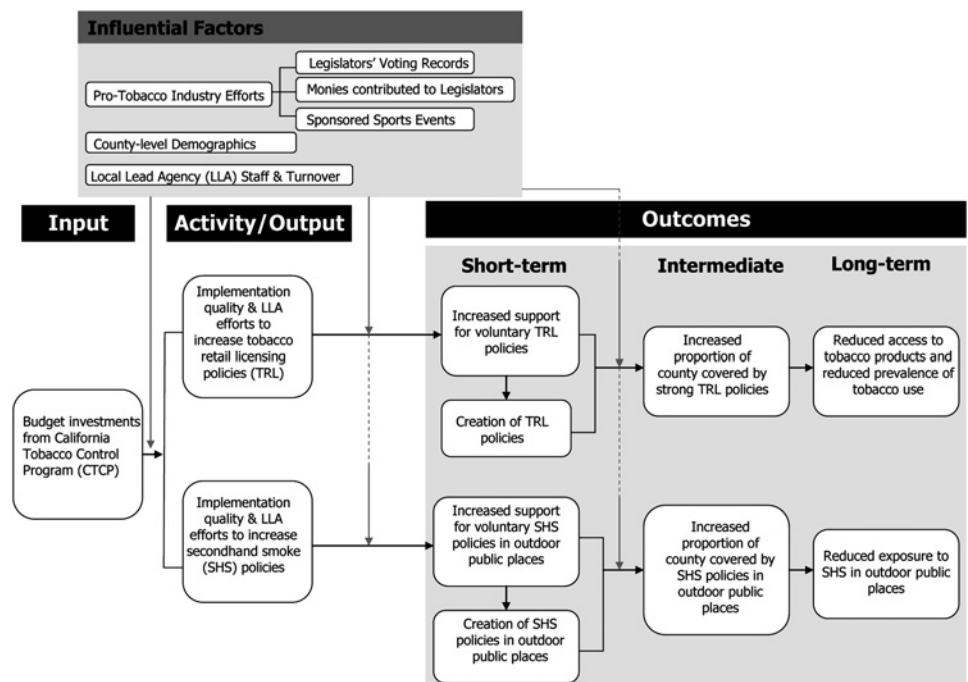 Influential Factors
Legislators' Voting Records
Pro-Tobacco Industry Efforts
Monies contributed to Legislators
Sponsored Sports Events
County-level Demographics
Local Lead Agency (LLA) Staff & Turnover
Input
Activity/Output
Outcomes
Short-term
Intermediate
Long-term
Budget investments
from California
Tobacco Control
Program (CTCP)
Implementation
quality & LLA
efforts to
increase tobacco
retail licensing
policies (TRL)
Increased support
for voluntary TRL
policies
Creation of TRL
policies
Increased
proportion of
county covered by
strong TRL policies
Reduced access to
tobacco products and
reduced prevalence of
tobacco use
Implementation
quality & LLA
efforts to increase
secondhand smoke
(SHS) policies
Increased support
for voluntary SHS
policies in outdoor
public places
Creation of SHS
policies in outdoor
public places
Increased
proportion of
county covered by
SHS policies in
outdoor public
places
Reduced exposure to
SHS in outdoor public
places